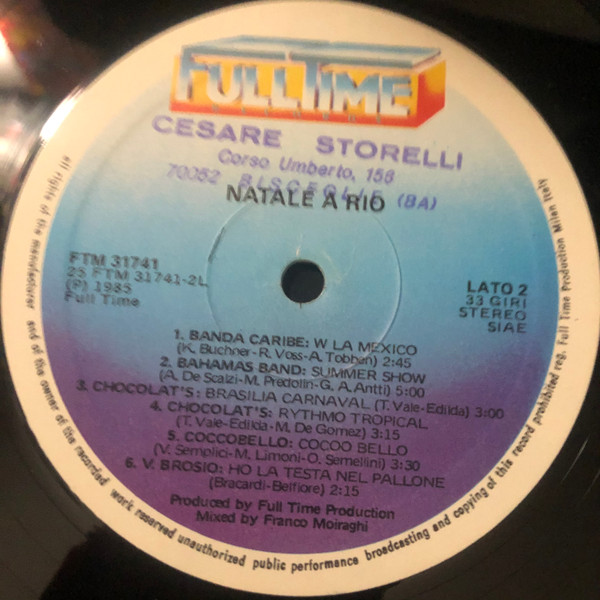 FULLTIME
RECORDS
CESARE STORELLI
Corso Umberto, 158
70052 BISCEGLIE (BA)
NATALE A RIO
FTM 31741
25 FTM 31741-2L
(P) 1985
Full Time
LATO 2
33 GIRI
STEREO
SIAE
1. BANDA CARIBE: W LA MEXICO
(K. Buchner-R. Voss-A. Tobben) 2:45
2. BAHAMAS BAND: SUMMER SHOW
(A. De Scalzi-M. Predolin-G. A. Antti) 5:00
3. CHOCOLAT'S: BRASILIA CARNAVAL (T. Vale-Edilda) 3:00
4. CHOCOLAT'S: RYTHMO TROPICAL
(T. Vale-Edilda-M. De Gomez) 3:15
5. COCCOBELLO: COCOO BELLO
(V. Semplici-M. Limoni-O. Semellini) 3:30
6. V. BROSIO: HO LA TESTA NEL PALLONE
(Bracardi-Belfiore) 2:15
Produced by Full Time Production
Mixed by Franco Moiraghi
all rights of the manufacturer and of the owner of the recorded work reserved unauthorized public performance broadcasting and copying of this record prohibited reg. Full Time Production Milan Italy